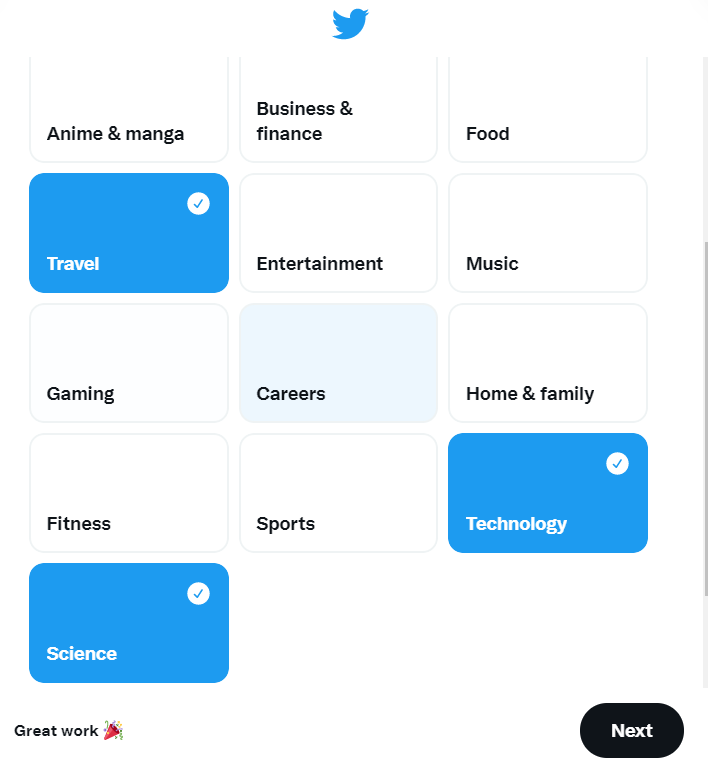 Anime & manga
Business &
finance
Food
Travel
Entertainment
Music
Gaming
Careers
Home & family
Fitness
Sports
Technology
Science
Great work 🎉
Next